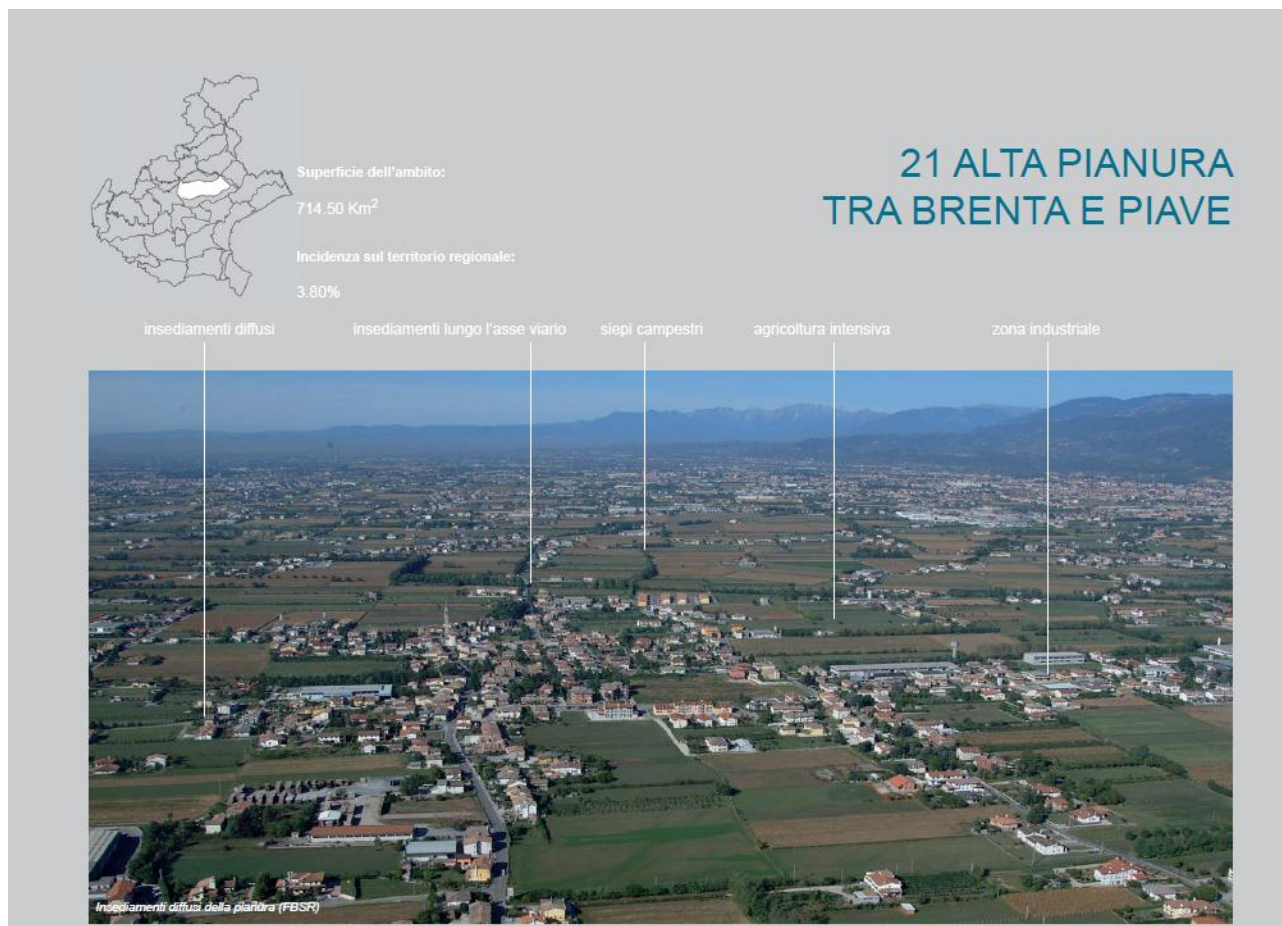 21 ALTA PIANURA
TRA BRENTA E PIAVE
Superficie dell'ambito:
714.50 Km²
Incidenza sul territorio regionale:
3.80%
insediamenti diffusi
insediamenti lungo l'asse viario
siepi campestri
agricoltura intensiva
zona industriale
Insediamenti diffusi della pianura (FBSR)